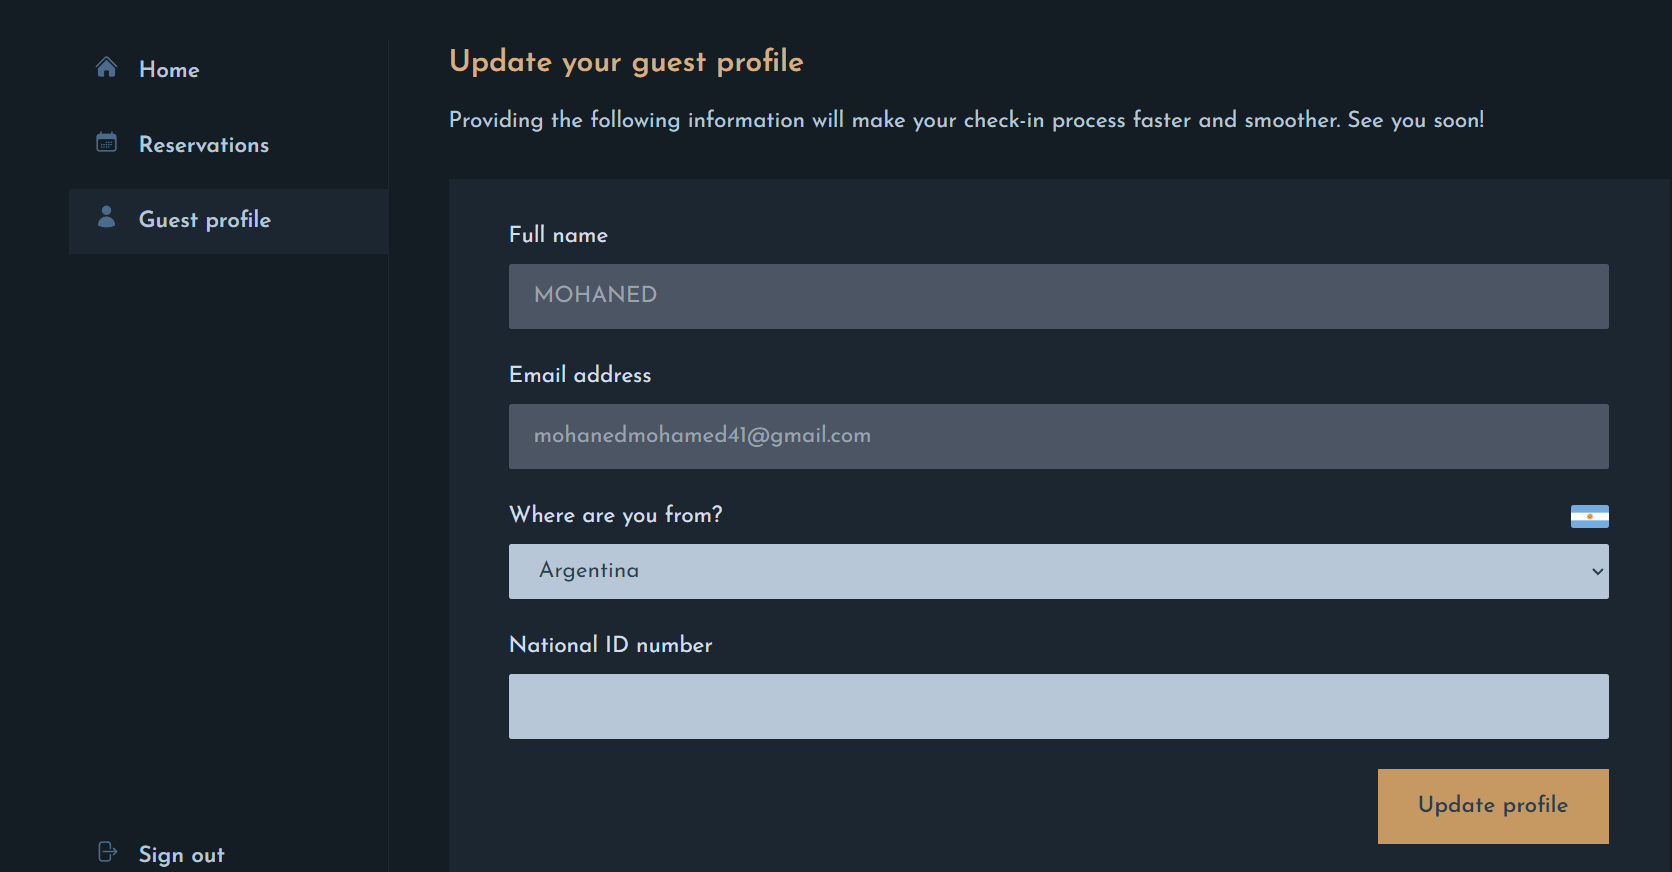 Home
Reservations
Guest profile
Sign out
Update your guest profile
Providing the following information will make your check-in process faster and smoother. See you soon!
Full name
MOHANED
Email address
mohanedmohamed41@gmail.com
Where are you from?
Argentina
National ID number
Update profile